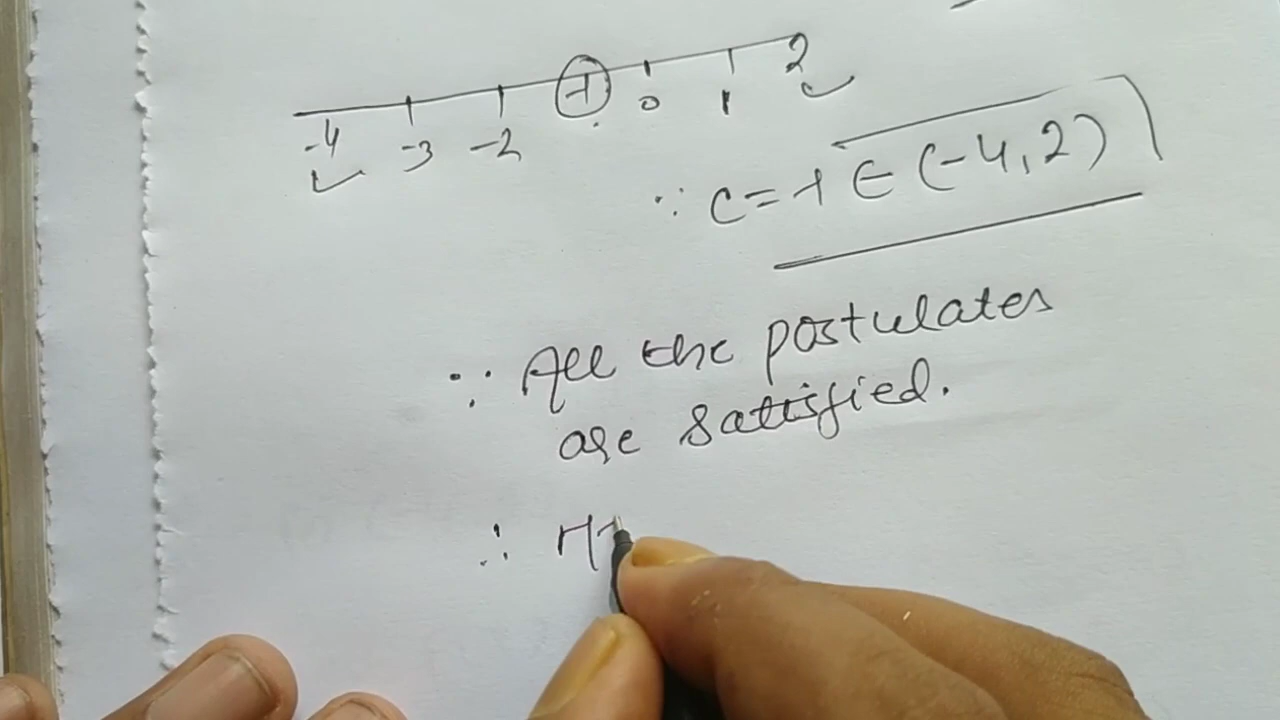 -4 -3 -2 -1 0 1 2
∵ c = -1 ∈ (-4, 2)
∵ All the postulates
are satisfied.
∴